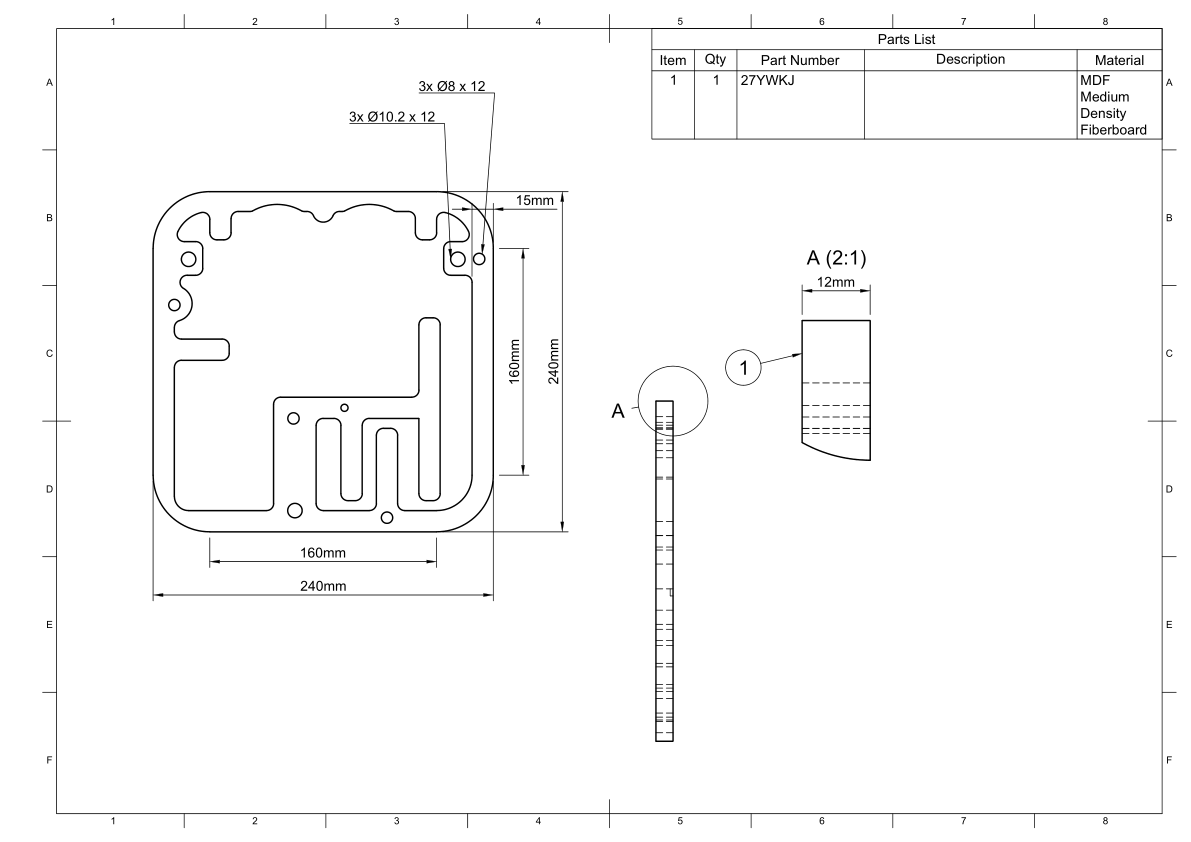 1 2 3 4 5 6 7 8
Parts List
Item Qty Part Number Description Material
1 1 27YWKJ MDF
Medium
Density
Fiberboard
A A
3x Ø8 x 12
3x Ø10.2 x 12
15mm
B B
A (2:1)
12mm
160mm
240mm
C C
1
A
D D
160mm
240mm
E E
F F
1 2 3 4 5 6 7 8